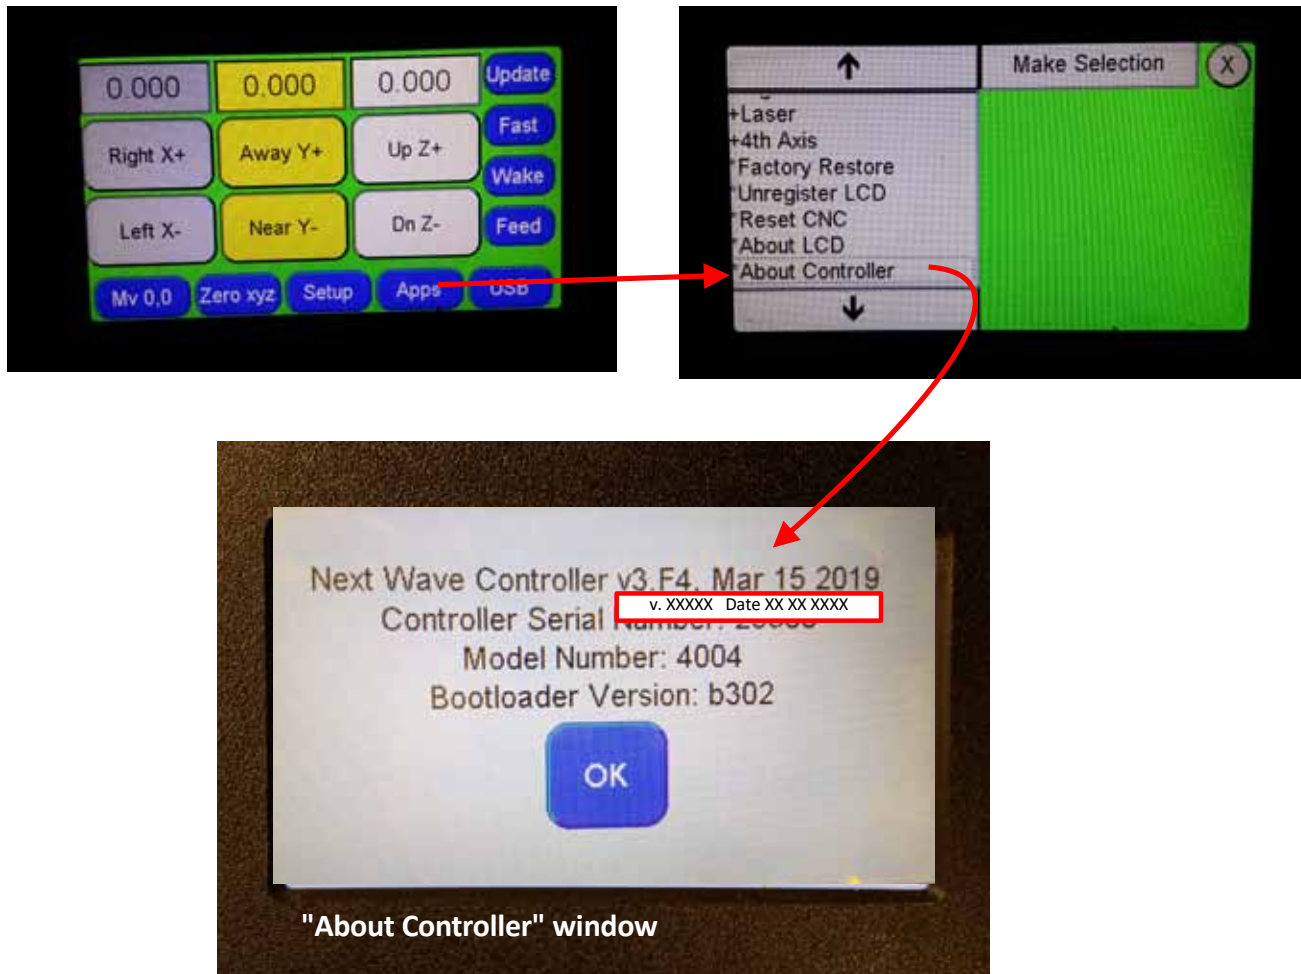 0.000 0.000 0.000 Update
Fast
Right X+ Away Y+ Up Z+
Wake
Left X- Near Y- Dn Z- Feed
Mv 0,0 Zero xyz Setup Apps USB
Make Selection X
+Laser
+4th Axis
*Factory Restore
*Unregister LCD
*Reset CNC
*About LCD
*About Controller
Next Wave Controller v3.F4, Mar 15 2019
v. XXXXX Date XX XX XXXX
Controller Serial Number:
Model Number: 4004
Bootloader Version: b302
OK
"About Controller" window